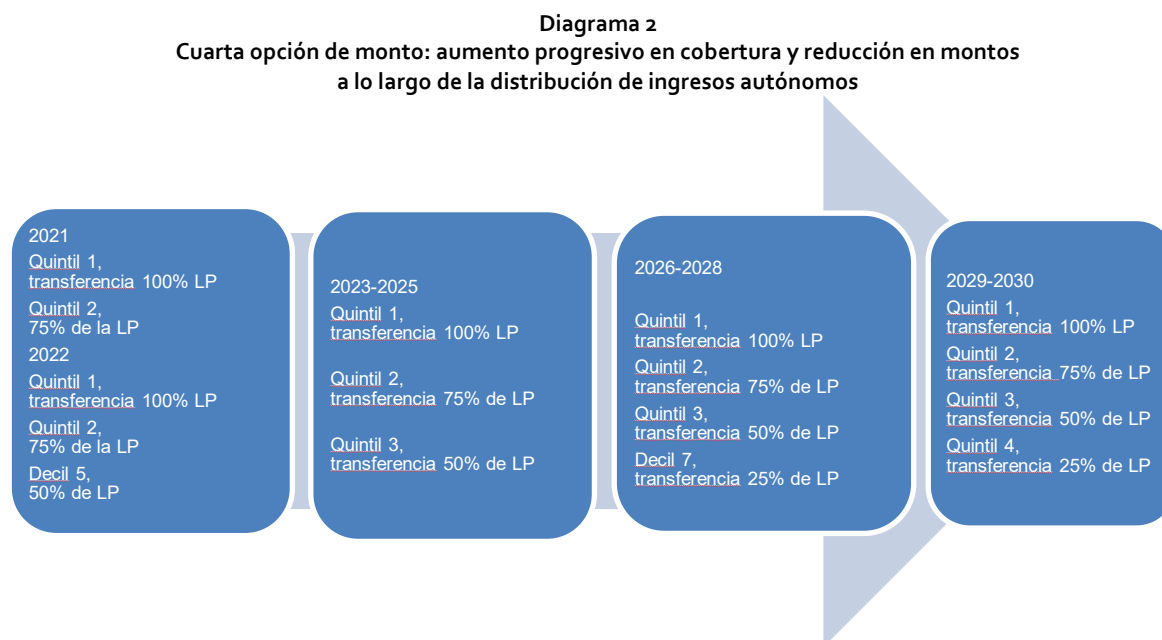 Diagrama 2
Cuarta opción de monto: aumento progresivo en cobertura y reducción en montos
a lo largo de la distribución de ingresos autónomos
2021
Quintil 1,
transferencia 100% LP
Quintil 2,
75% de la LP
2022
Quintil 1,
transferencia 100% LP
Quintil 2,
75% de la LP
Decil 5,
50% de LP
2023-2025
Quintil 1,
transferencia 100% LP
Quintil 2,
transferencia 75% de LP
Quintil 3,
transferencia 50% de LP
2026-2028
Quintil 1,
transferencia 100% LP
Quintil 2,
transferencia 75% de LP
Quintil 3,
transferencia 50% de LP
Decil 7,
transferencia 25% de LP
2029-2030
Quintil 1,
transferencia 100% LP
Quintil 2,
transferencia 75% de LP
Quintil 3,
transferencia 50% de LP
Quintil 4,
transferencia 25% de LP